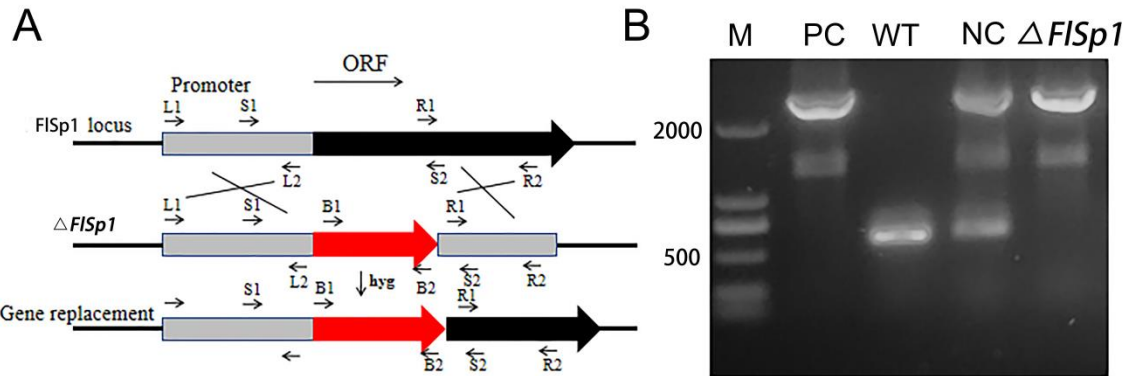 A
ORF
Promoter
L1 S1 R1
FlSp1 locus
L2 S2 R2
L1 S1 B1 R1
△FlSp1
L2 hyg B2 S2 R2
S1 B1 R1
Gene replacement
B2 S2 R2
B
M PC WT NC △FlSp1
2000
500